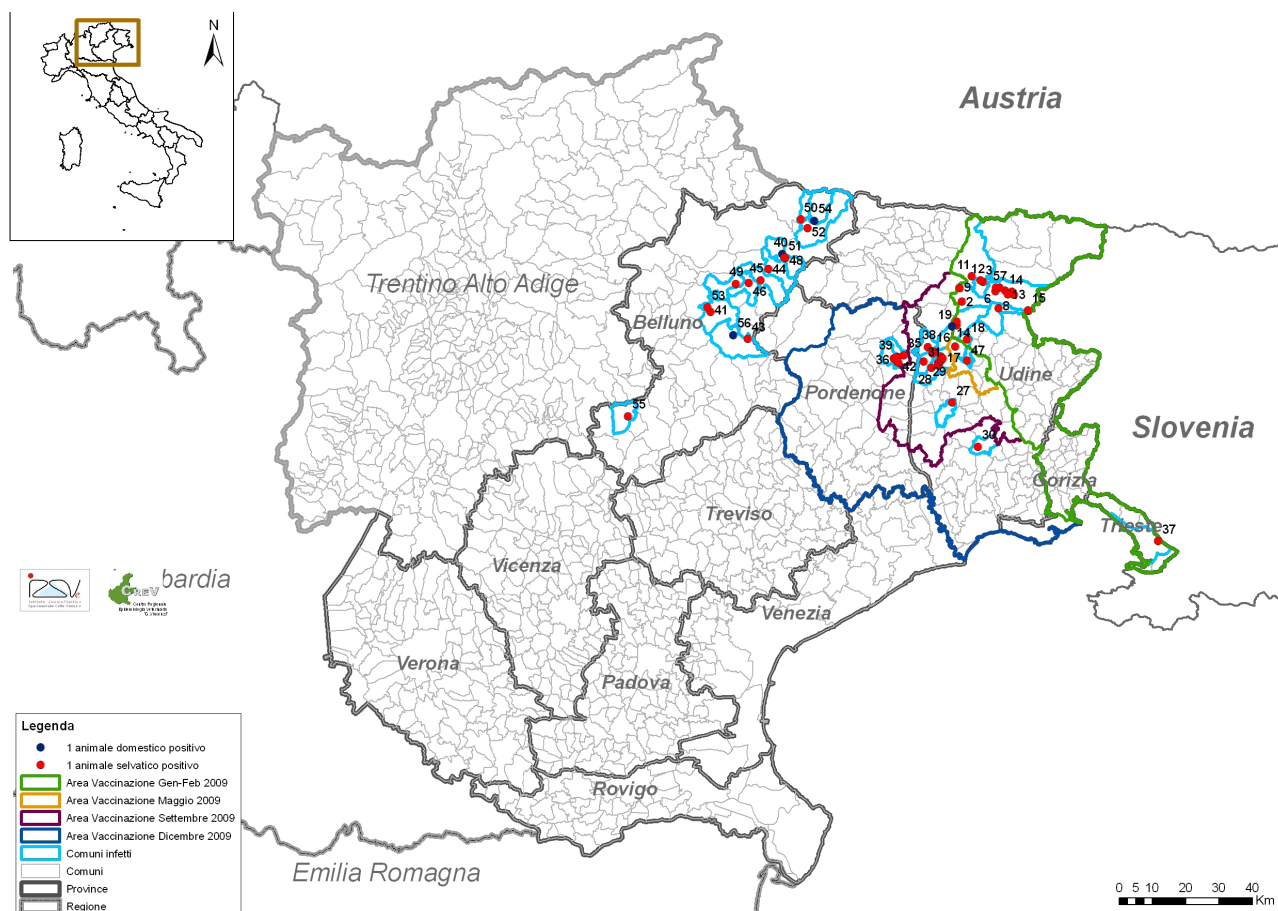 N
Austria
50 54
52
40 51
48
45 44
49
46
53
41
56 43
55
Trentino Alto Adige
Belluno
11 12 3 57 14
9 6 13
2 8 15
19 18
14
38 16
39 35 47
36 31 17
42 29
28
27
30
37
Pordenone
Udine
Slovenia
Gorizia
Trieste
Treviso
Vicenza
Venezia
bardia
CREV
Verona
Padova
Rovigo
Emilia Romagna
Legenda
1 animale domestico positivo
1 animale selvatico positivo
Area Vaccinazione Gen-Feb 2009
Area Vaccinazione Maggio 2009
Area Vaccinazione Settembre 2009
Area Vaccinazione Dicembre 2009
Comuni infetti
Comuni
Province
Regione
0 5 10 20 30 40
Km